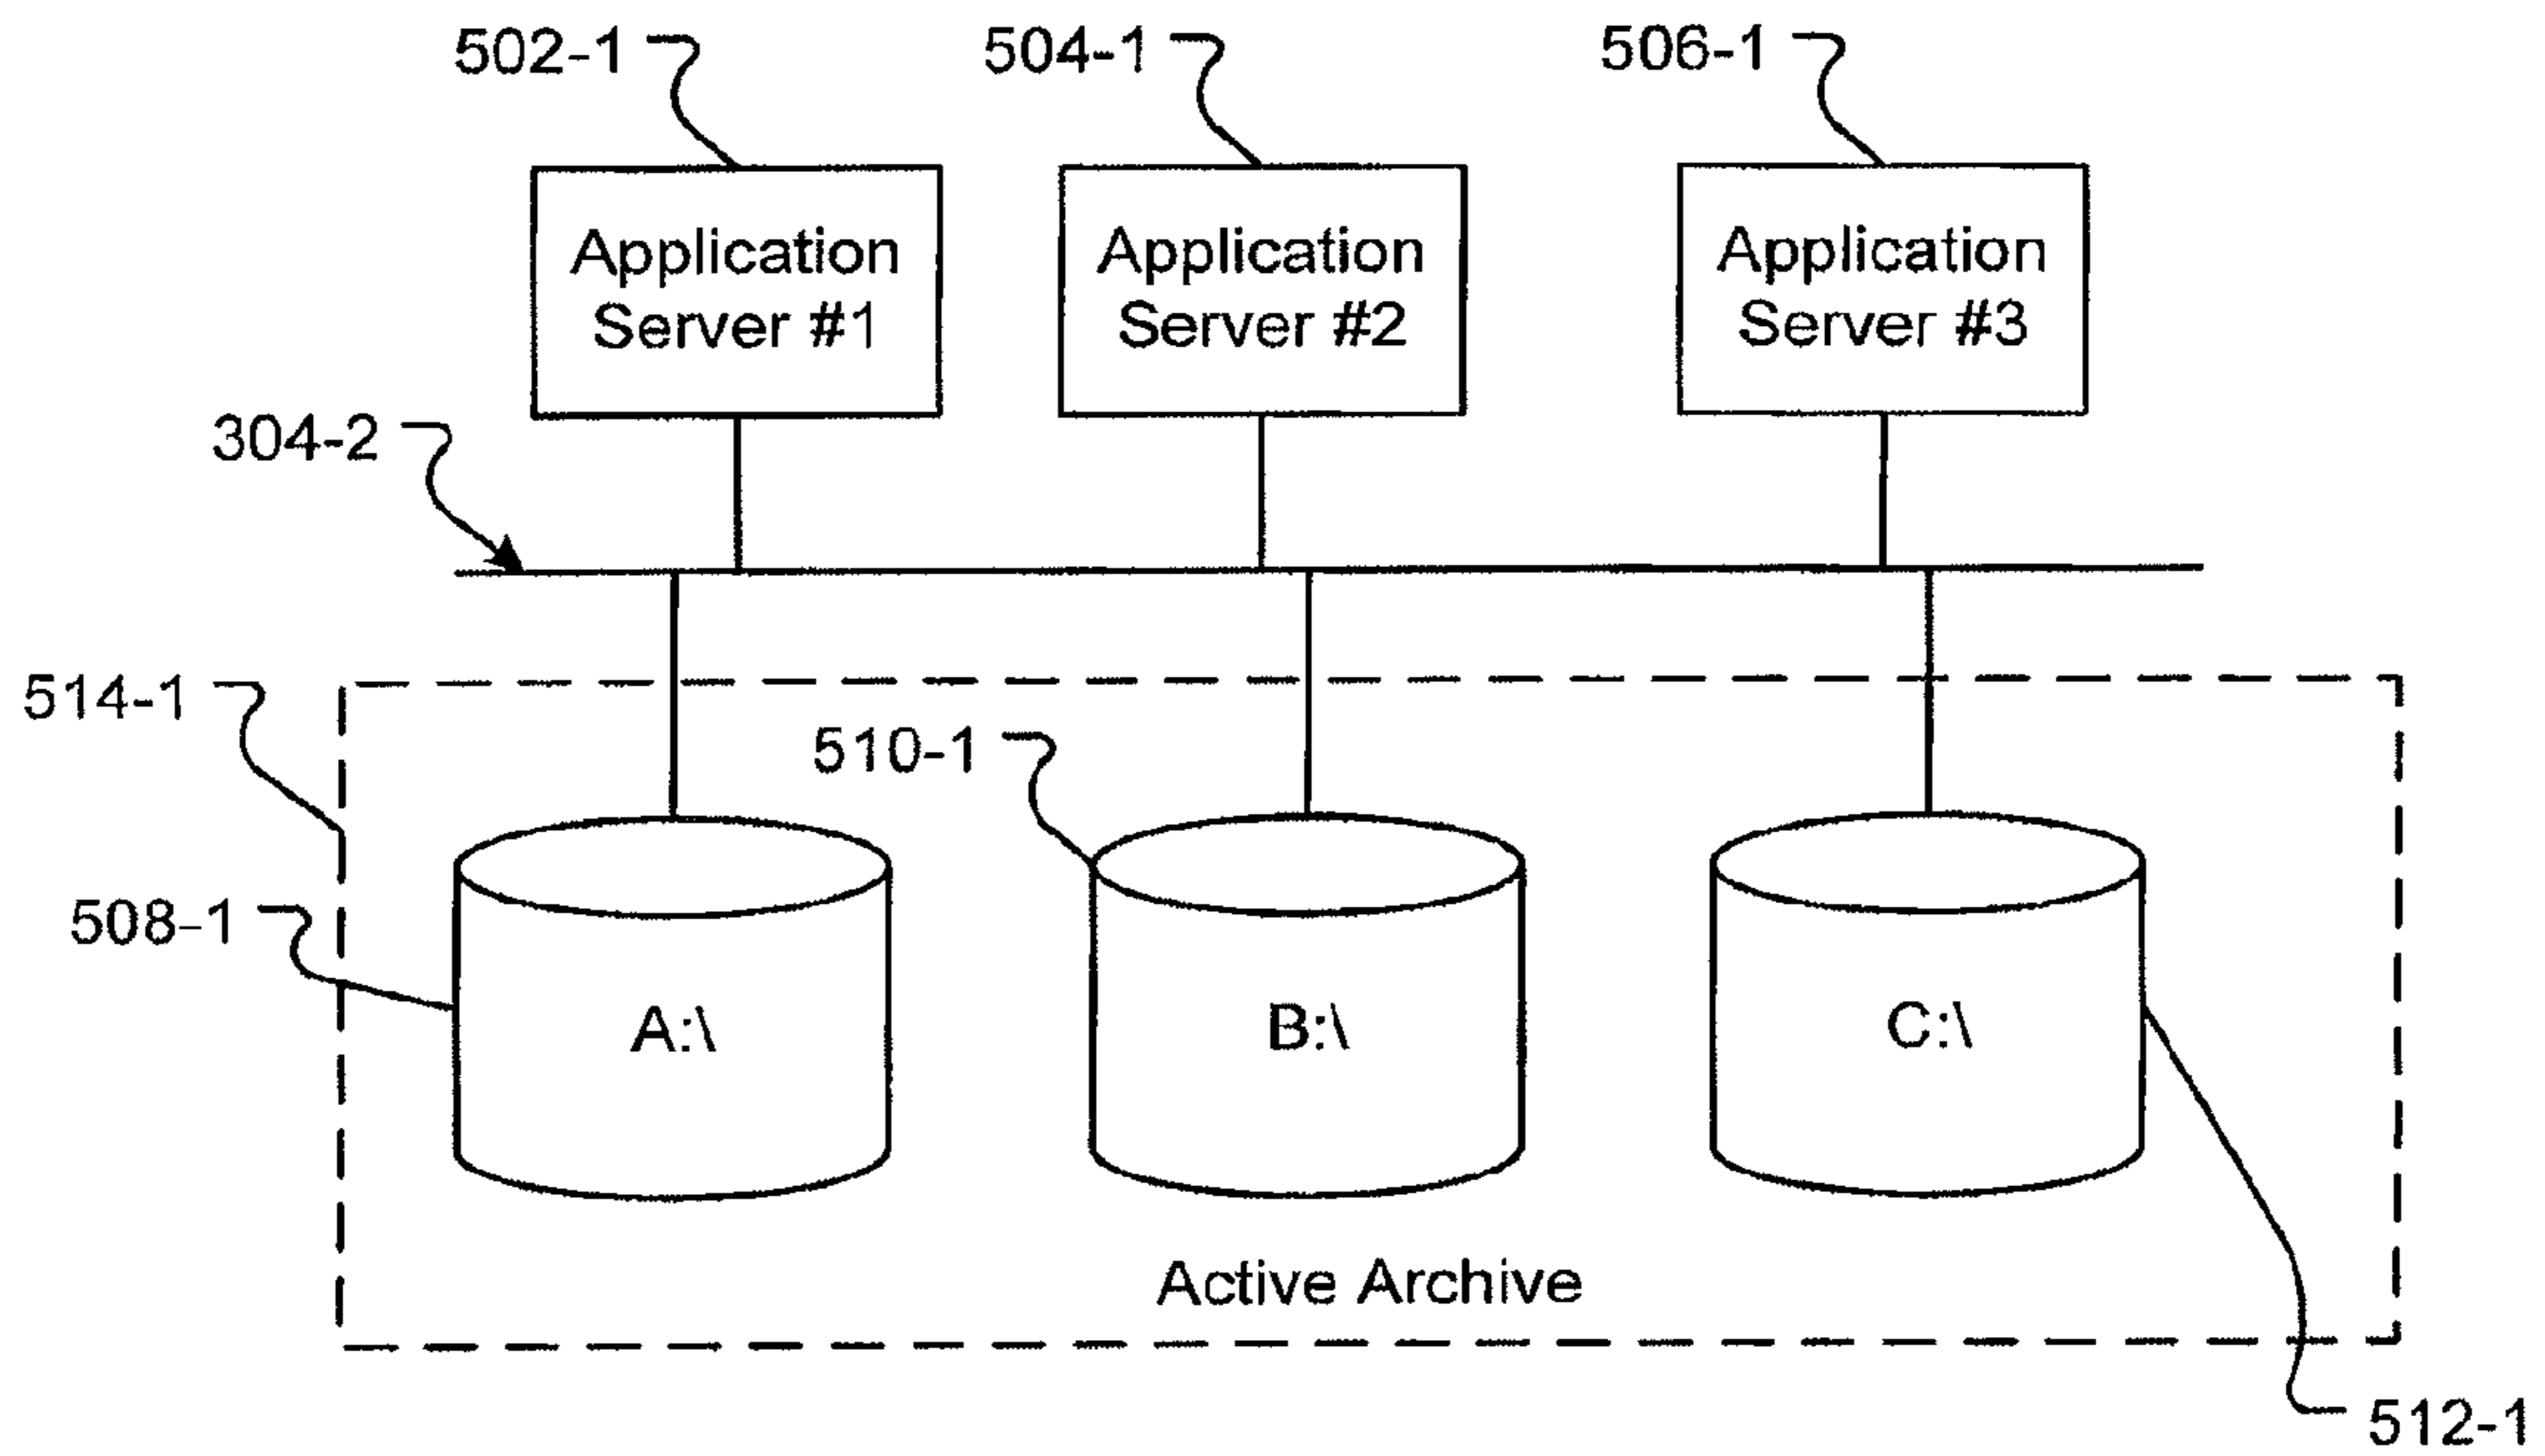 502-1
504-1
506-1
Application
Server #1
Application
Server #2
Application
Server #3
304-2
514-1
510-1
508-1
A:\
B:\
C:\
Active Archive
512-1